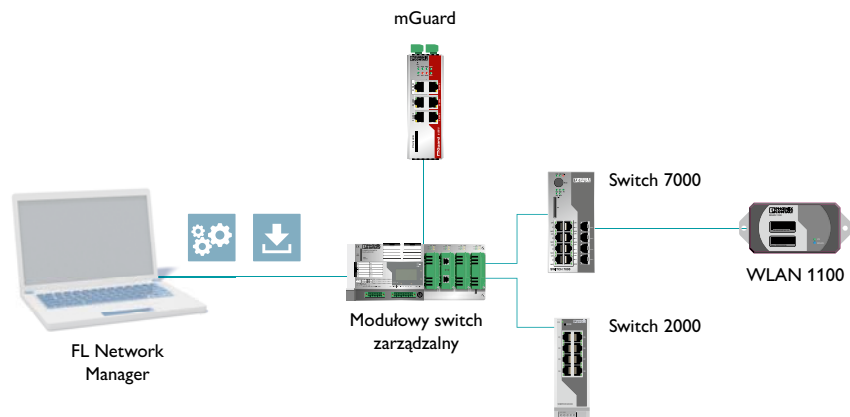 mGuard
Switch 7000
WLAN 1100
Modułowy switch
zarządzalny
Switch 2000
FL Network
Manager